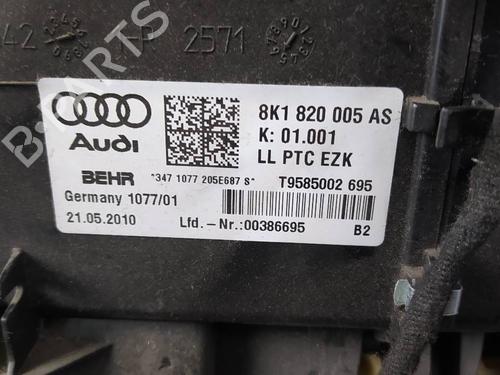 2571
Audi
8K1 820 005 AS
K: 01.001
LL PTC EZK
BEHR
*347 1077 205E687 S*
T9585002 695
Germany 1077/01
21.05.2010
Lfd.-Nr.:00386695
B2